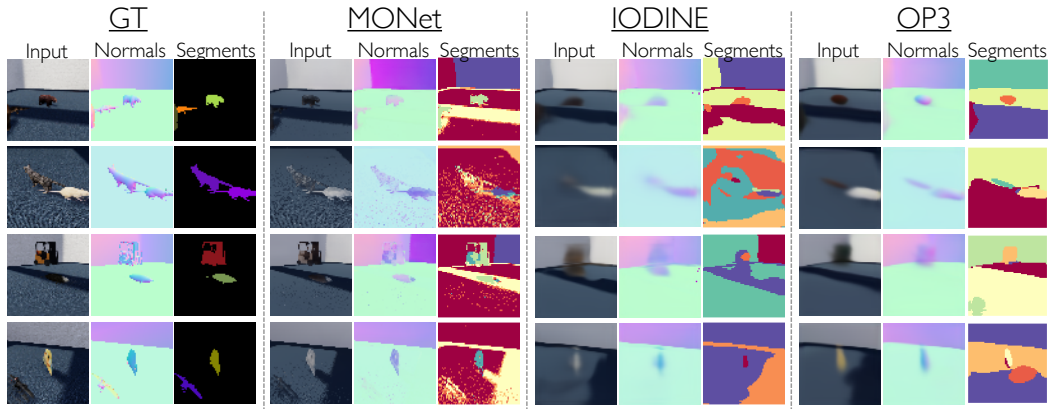 GT MONet IODINE OP3
Input Normals Segments Input Normals Segments Input Normals Segments Input Normals Segments